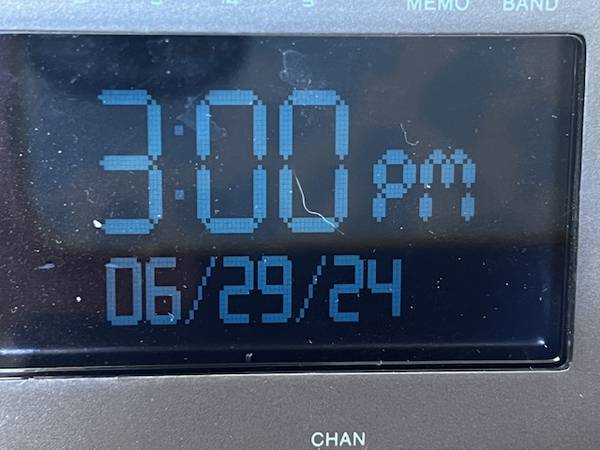 MEMO BAND
3:00 PM
06/29/24
CHAN